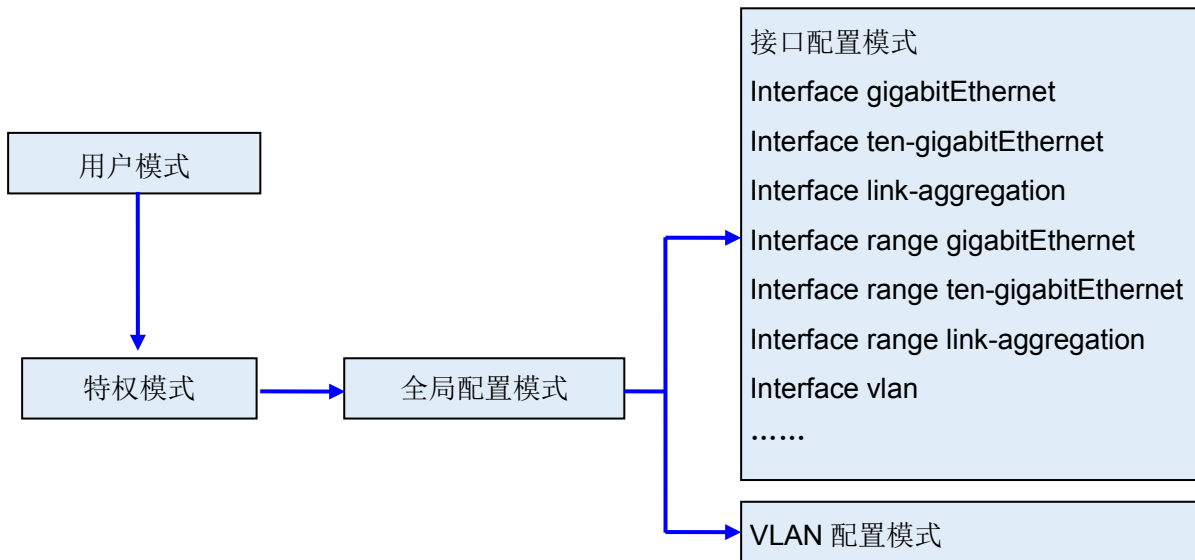 用户模式
特权模式
全局配置模式
接口配置模式
Interface gigabitEthernet
Interface ten-gigabitEthernet
Interface link-aggregation
Interface range gigabitEthernet
Interface range ten-gigabitEthernet
Interface range link-aggregation
Interface vlan
……
VLAN 配置模式